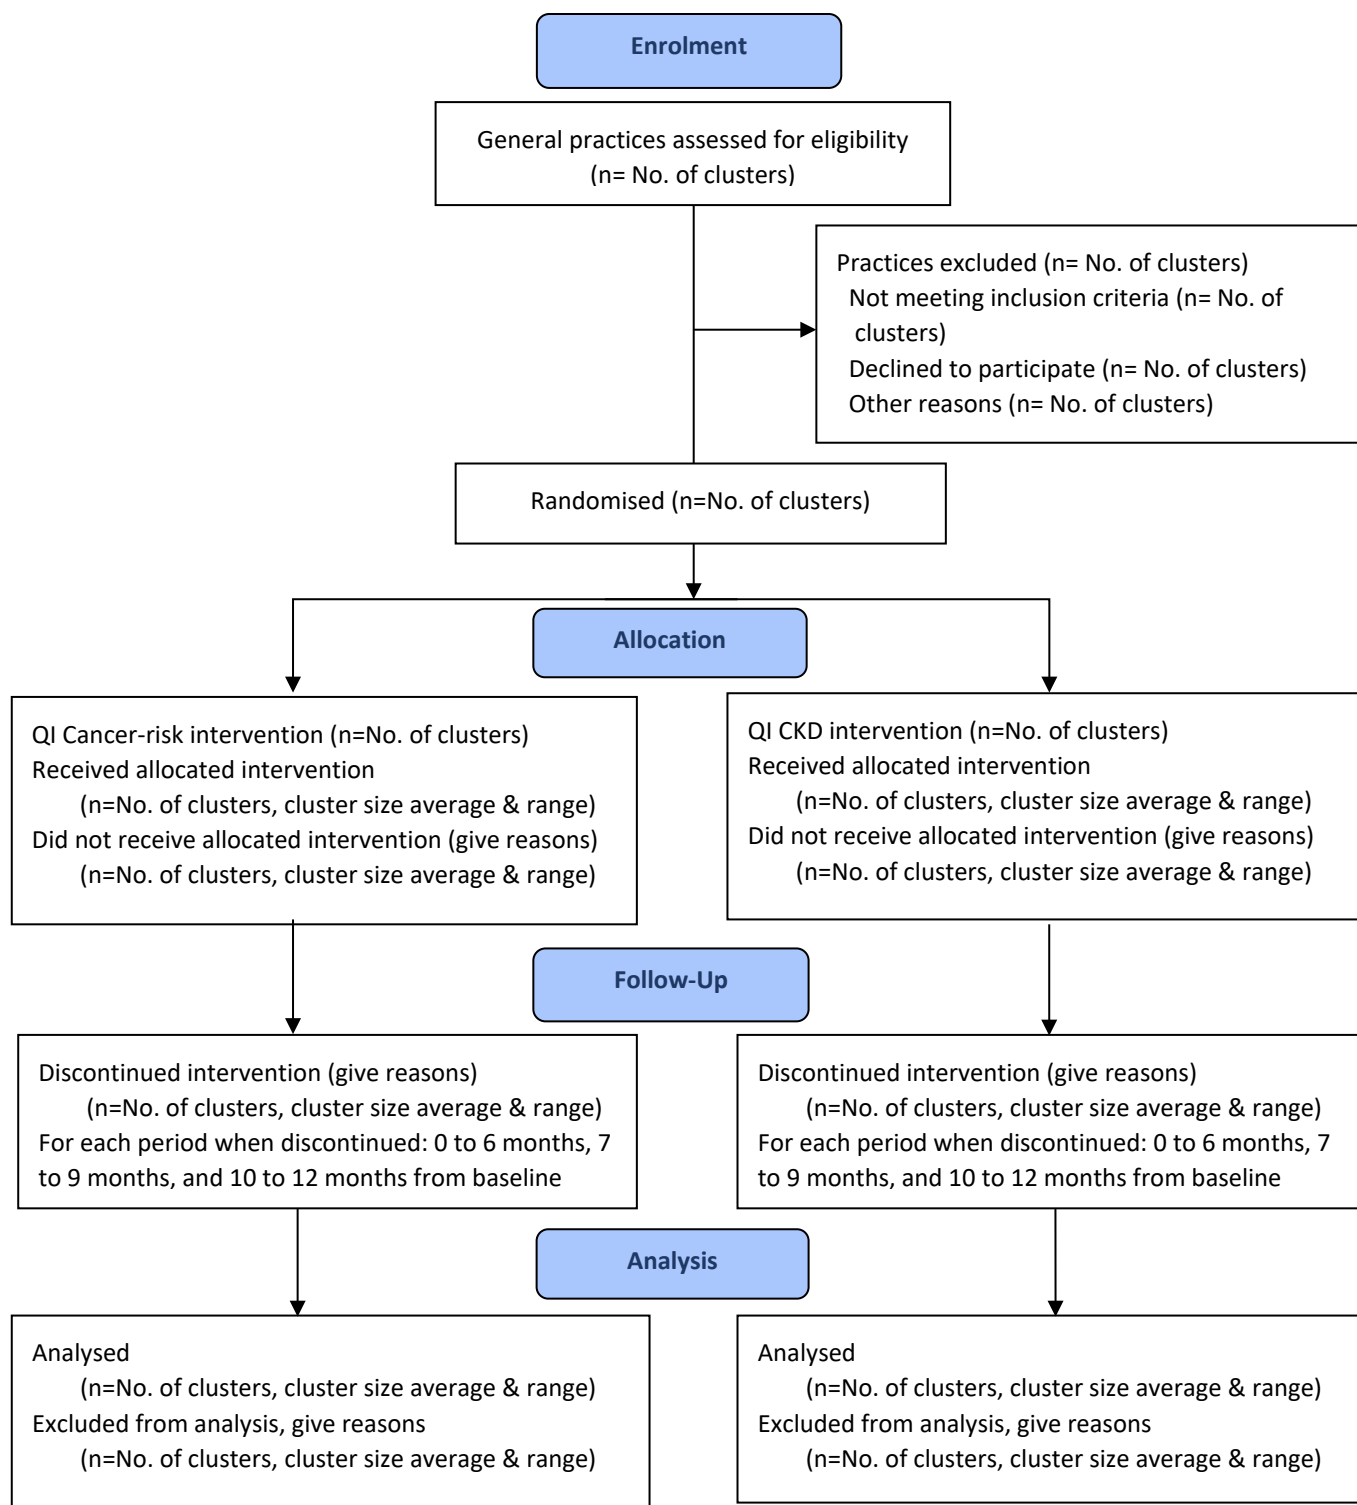 Enrolment
General practices assessed for eligibility
(n= No. of clusters)
Practices excluded (n= No. of clusters)
Not meeting inclusion criteria (n= No. of
clusters)
Declined to participate (n= No. of clusters)
Other reasons (n= No. of clusters)
Randomised (n=No. of clusters)
Allocation
QI Cancer-risk intervention (n=No. of clusters)
Received allocated intervention
(n=No. of clusters, cluster size average & range)
Did not receive allocated intervention (give reasons)
(n=No. of clusters, cluster size average & range)
QI CKD intervention (n=No. of clusters)
Received allocated intervention
(n=No. of clusters, cluster size average & range)
Did not receive allocated intervention (give reasons)
(n=No. of clusters, cluster size average & range)
Follow-Up
Discontinued intervention (give reasons)
(n=No. of clusters, cluster size average & range)
For each period when discontinued: 0 to 6 months, 7
to 9 months, and 10 to 12 months from baseline
Discontinued intervention (give reasons)
(n=No. of clusters, cluster size average & range)
For each period when discontinued: 0 to 6 months, 7
to 9 months, and 10 to 12 months from baseline
Analysis
Analysed
(n=No. of clusters, cluster size average & range)
Excluded from analysis, give reasons
(n=No. of clusters, cluster size average & range)
Analysed
(n=No. of clusters, cluster size average & range)
Excluded from analysis, give reasons
(n=No. of clusters, cluster size average & range)